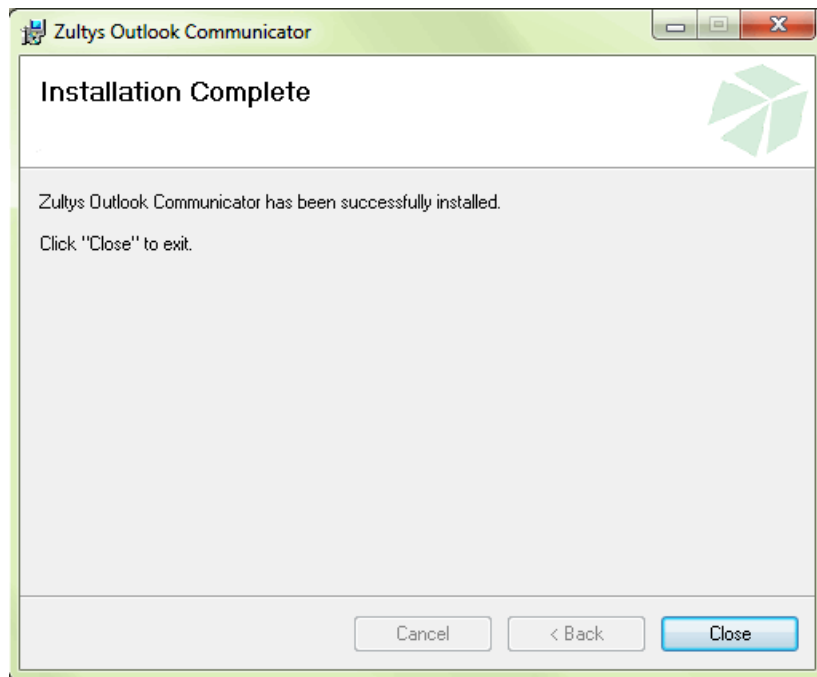 Zultys Outlook Communicator
Installation Complete
Zultys Outlook Communicator has been successfully installed.
Click "Close" to exit.
Cancel
< Back
Close